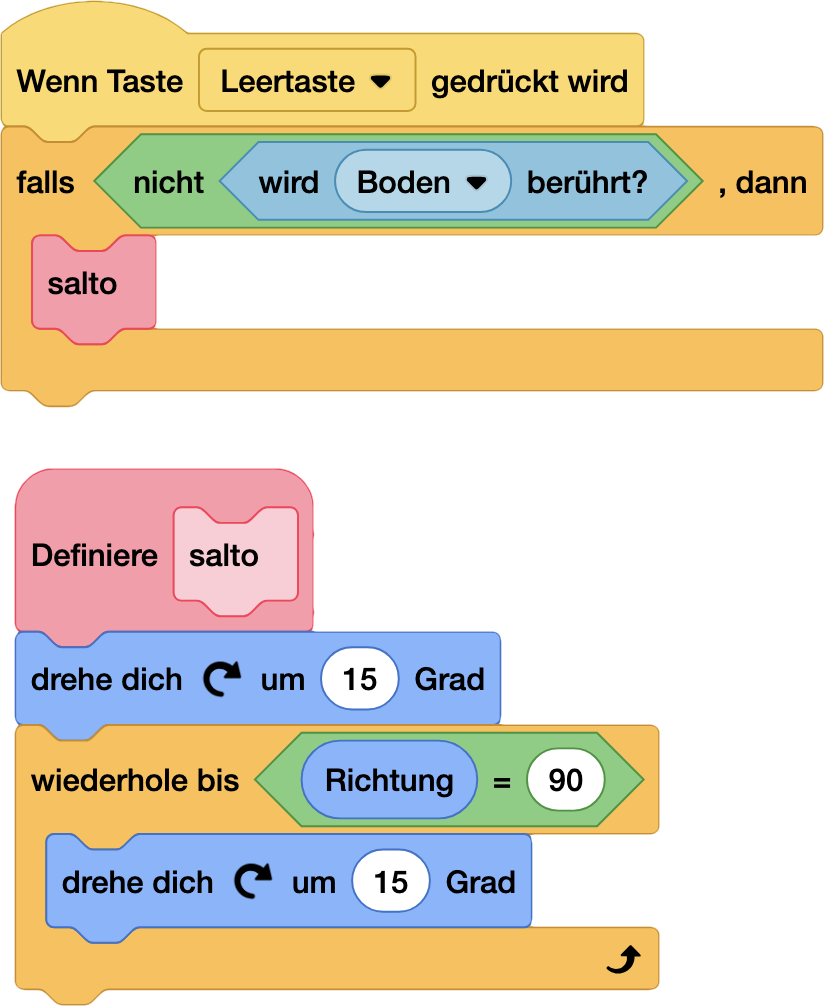 Wenn Taste Leertaste gedrückt wird
falls nicht wird Boden berührt? , dann
salto
Definiere salto
drehe dich um 15 Grad
wiederhole bis Richtung = 90
drehe dich um 15 Grad